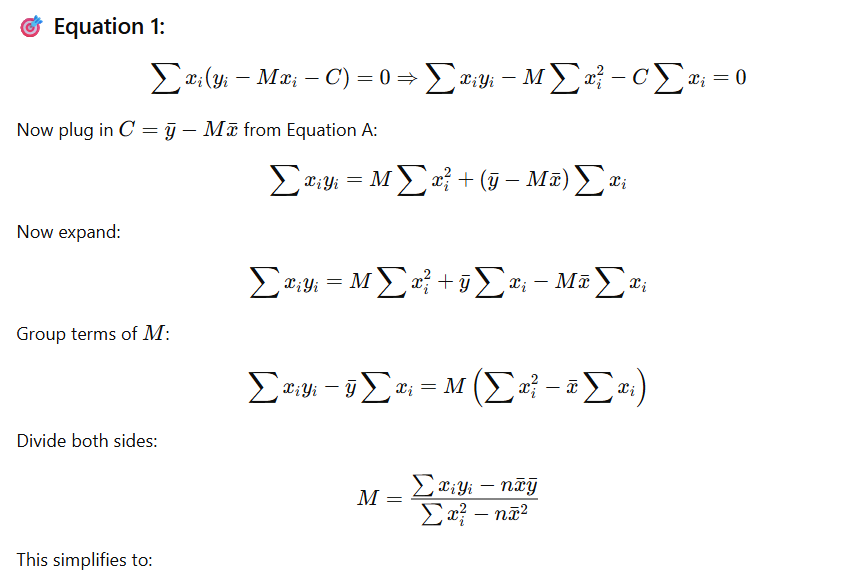 🎯 Equation 1:
∑ xᵢ(yᵢ − Mxᵢ − C) = 0 ⇒ ∑ xᵢyᵢ − M ∑ xᵢ² − C ∑ xᵢ = 0
Now plug in C = ȳ − Mx̄ from Equation A:
∑ xᵢyᵢ = M ∑ xᵢ² + (ȳ − Mx̄) ∑ xᵢ
Now expand:
∑ xᵢyᵢ = M ∑ xᵢ² + ȳ ∑ xᵢ − Mx̄ ∑ xᵢ
Group terms of M:
∑ xᵢyᵢ − ȳ ∑ xᵢ = M (∑ xᵢ² − x̄ ∑ xᵢ)
Divide both sides:
M = (∑ xᵢyᵢ − nx̄ȳ) / (∑ xᵢ² − nx̄²)
This simplifies to: